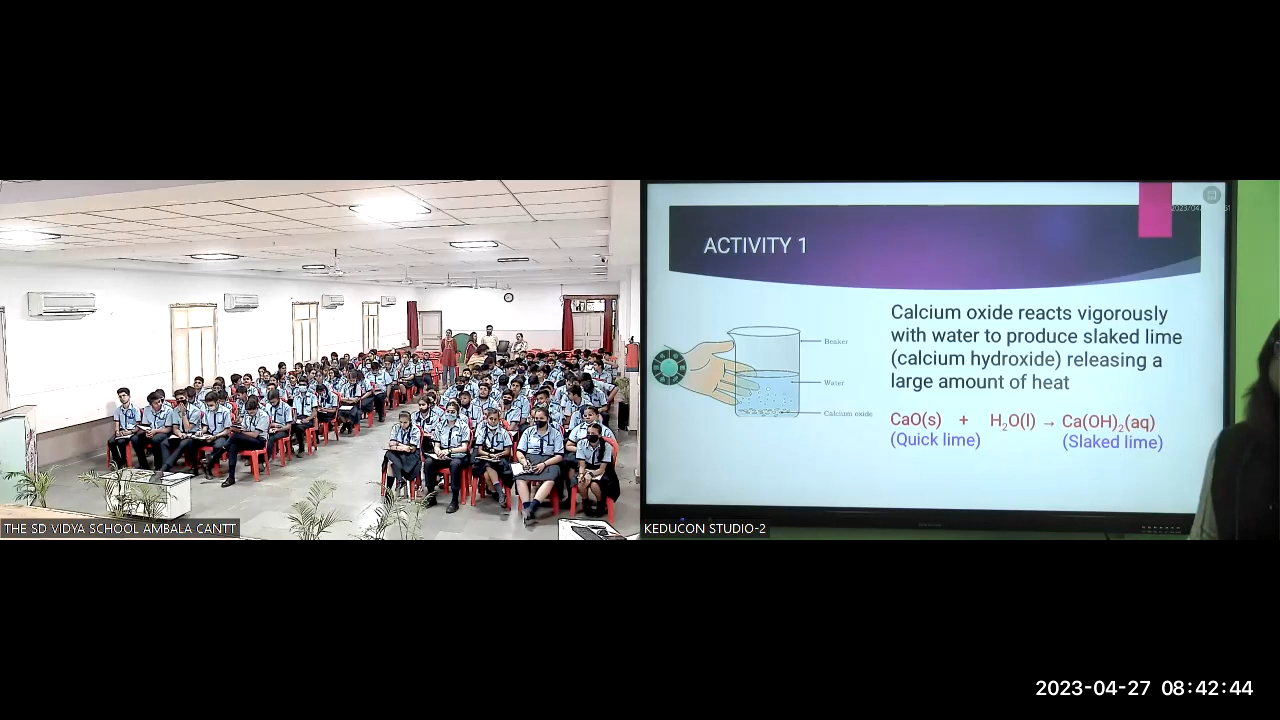 ACTIVITY 1
Calcium oxide reacts vigorously
with water to produce slaked lime
(calcium hydroxide) releasing a
large amount of heat
Beaker
Water
Calcium oxide
CaO(s) + H₂O(l) → Ca(OH)₂(aq)
(Quick lime) (Slaked lime)
THE SD VIDYA SCHOOL AMBALA CANTT
KEDUCON STUDIO-2
2023-04-27 08:42:44